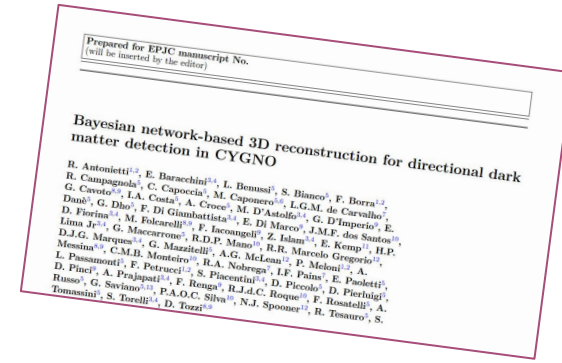 Prepared for EPJC manuscript No.
(will be inserted by the editor)
Bayesian network-based 3D reconstruction for directional dark
matter detection in CYGNO
R. Antonietti1,2, E. Baracchini3,4, L. Benussi5, S. Bianco5, F. Borra1,2,
R. Campagnola5, C. Capoccia5, M. Caponero5,6, L.G.M. de Carvalho7,
G. Cavoto8,9, I.A. Costa5, A. Croce5, M. D'Astolfo3,4, G. D'Imperio9, E.
Danè5, G. Dho5, F. Di Giambattista3,4, E. Di Marco9, J.M.F. dos Santos10,
D. Fiorina3,4, M. Folcarelli8,9, F. Iacoangeli9, Z. Islam3,4, E. Kemp11, H.P.
Lima Jr3,4, G. Maccarrone5, R.D.P. Mano10, R.R. Marcelo Gregorio12,
D.J.G. Marques3,4, G. Mazzitelli5, A.G. McLean12, P. Meloni1,2, A.
Messina8,9, C.M.B. Monteiro10, R.A. Nobrega7, I.F. Pains7, E. Paoletti5,
L. Passamonti5, F. Petrucci1,2, S. Piacentini3,4, D. Piccolo5, D. Pierluigi5,
D. Pinci9, A. Prajapati3,4, F. Renga9, R.J.d.C. Roque10, F. Rosatelli5, A.
Russo5, G. Saviano5,13, P.A.O.C. Silva10, N.J. Spooner12, R. Tesauro5, S.
Tomassini5, S. Torelli3,4, D. Tozzi8,9